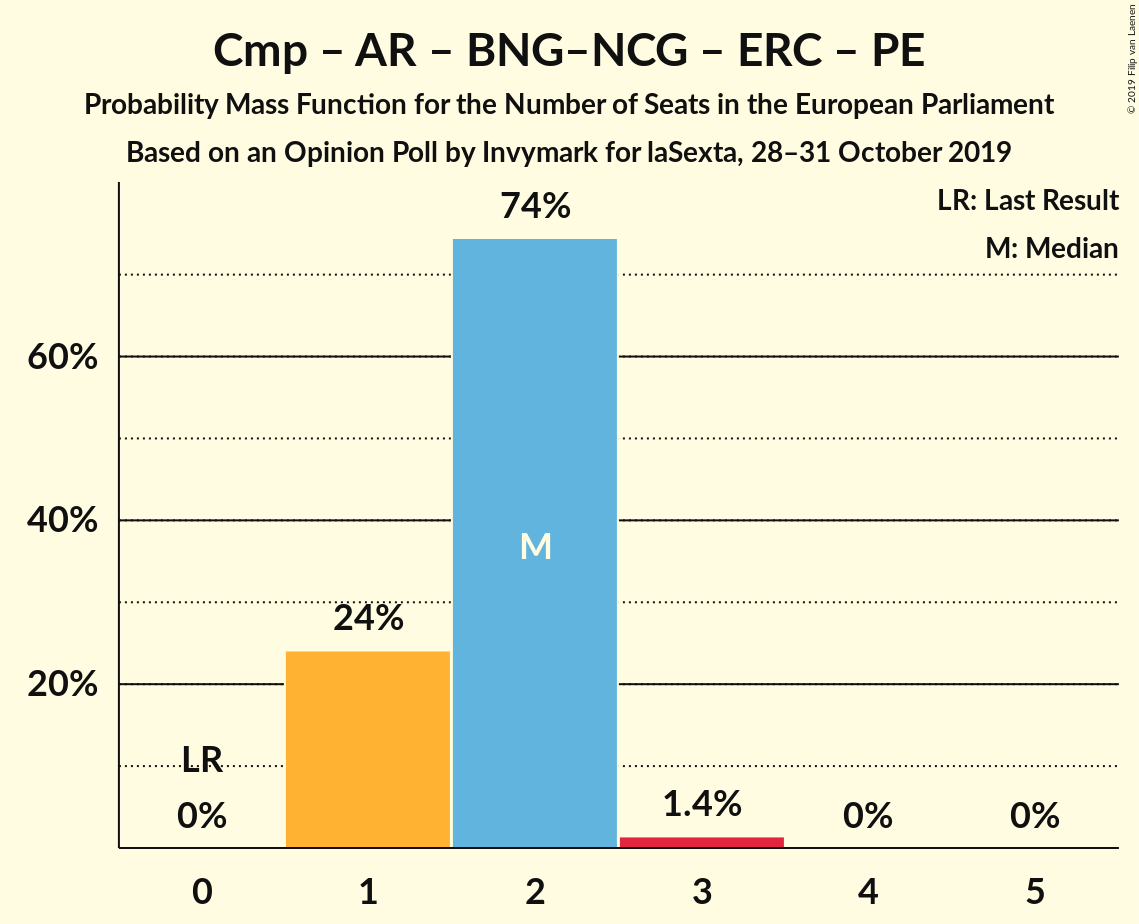 Cmp – AR – BNG–NCG – ERC – PE
Probability Mass Function for the Number of Seats in the European Parliament
Based on an Opinion Poll by Invymark for laSexta, 28–31 October 2019
© 2019 Filip van Laenen
LR: Last Result
M: Median
74%
60%
40%
M
24%
20%
LR
0%
1.4%
0%
0%
0 1 2 3 4 5